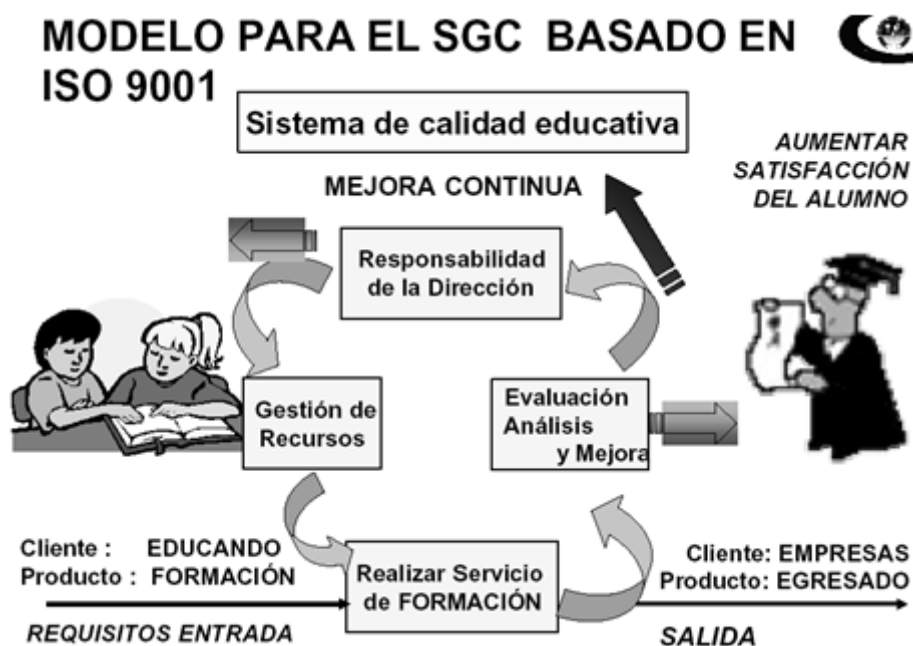 MODELO PARA EL SGC BASADO EN
ISO 9001
Sistema de calidad educativa
AUMENTAR
SATISFACCIÓN
DEL ALUMNO
MEJORA CONTINUA
Responsabilidad
de la Dirección
Gestión de
Recursos
Evaluación
Análisis
y Mejora
Cliente : EDUCANDO
Producto : FORMACIÓN
Realizar Servicio
de FORMACIÓN
Cliente: EMPRESAS
Producto: EGRESADO
REQUISITOS ENTRADA
SALIDA